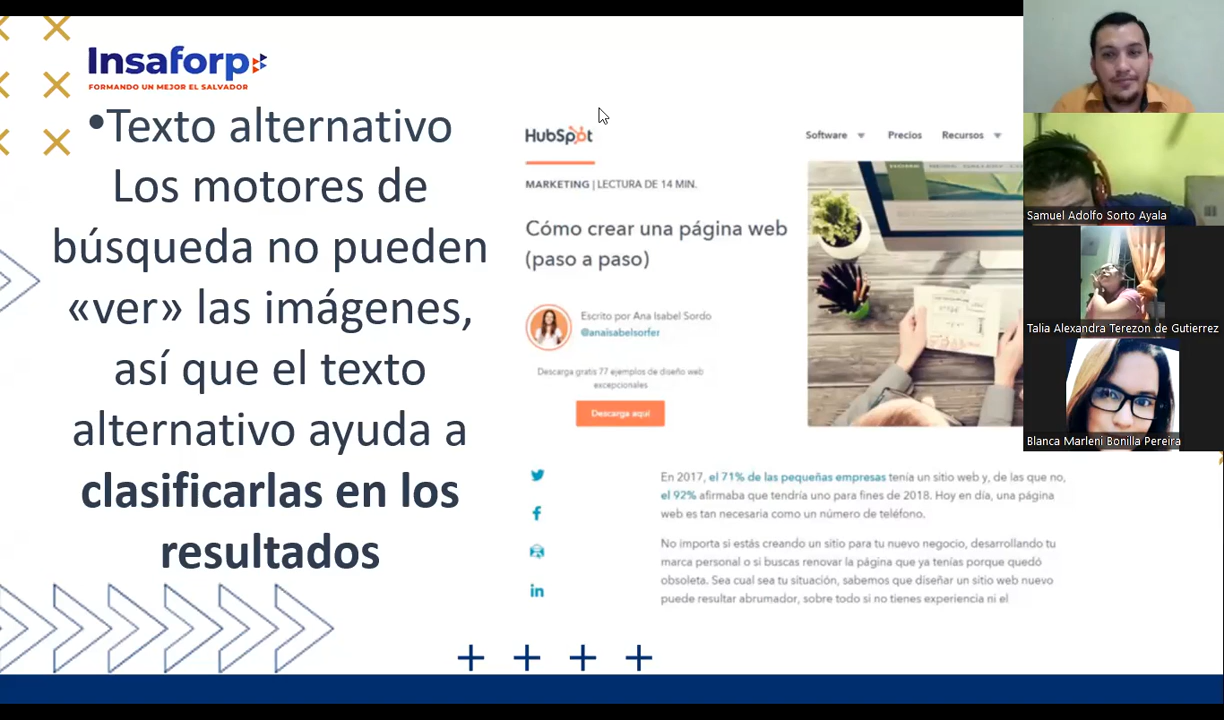 Insaforp
FORMANDO UN MEJOR EL SALVADOR
•Texto alternativo
Los motores de
búsqueda no pueden
«ver» las imágenes,
así que el texto
alternativo ayuda a
clasificarlas en los
resultados
HubSpot
Software Precios Recursos
MARKETING | LECTURA DE 14 MIN.
Cómo crear una página web
(paso a paso)
Escrito por Ana Isabel Sordo
@anaisabelsorfer
Descarga gratis 77 ejemplos de diseño web
excepcionales
Descarga aquí
En 2017, el 71% de las pequeñas empresas tenía un sitio web y, de las que no,
el 92% afirmaba que tendría uno para fines de 2018. Hoy en día, una página
web es tan necesaria como un número de teléfono.
No importa si estás creando un sitio para tu nuevo negocio, desarrollando tu
marca personal o si buscas renovar la página que ya tenías porque quedó
obsoleta. Sea cual sea tu situación, sabemos que diseñar un sitio web nuevo
puede resultar abrumador, sobre todo si no tienes experiencia ni el
Samuel Adolfo Sorto Ayala
Talia Alexandra Terezon de Gutierrez
Blanca Marleni Bonilla Pereira